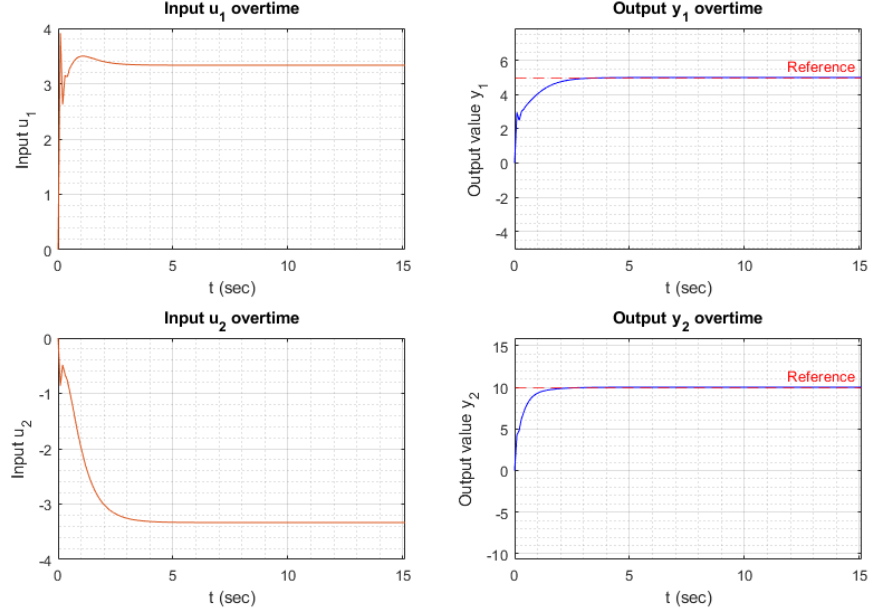 Input u1 overtime
4
3
2
1
0
0
5
10
15
Input u1
t (sec)
Output y1 overtime
6
4
2
0
-2
-4
0
5
10
15
Output value y1
t (sec)
Reference
Input u2 overtime
0
-1
-2
-3
-4
0
5
10
15
Input u2
t (sec)
Output y2 overtime
15
10
5
0
-5
-10
0
5
10
15
Output value y2
t (sec)
Reference